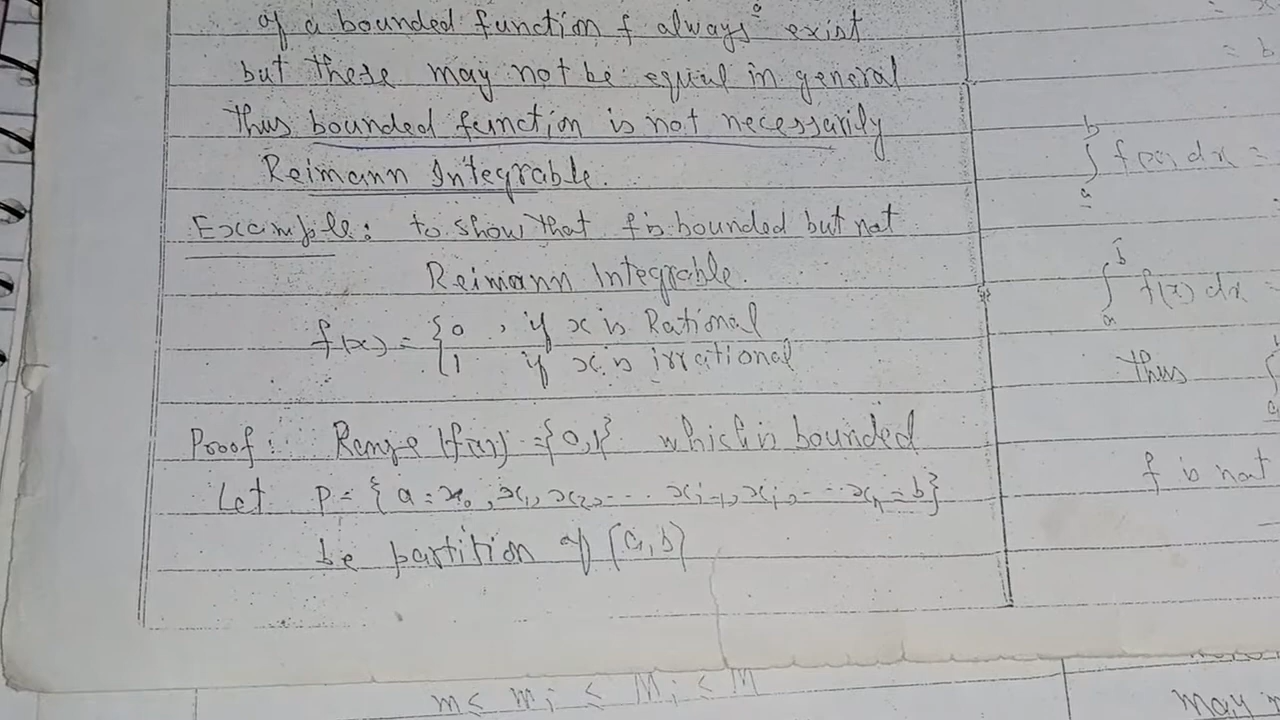 of a bounded function f always exist
but these may not be equal in general
Thus bounded function is not necessarily
Reimann Integrable.
Example: to show that f is bounded but not
Reimann Integrable.
f(x) = { 0 , if x is Rational
1 if x is irrational
Proof: Range (f(x)) = {0,1} which is bounded
Let P = { a = x₀, x₁, x₂, --- xᵢ₋₁, xᵢ, --- xₙ = b}
be partition of [a,b]
= b
∫ₐᵇ f(x) dx =
∫ₐᵇ f(x) dx =
Thus
f is not
m ≤ mᵢ ≤ Mᵢ ≤ M
May